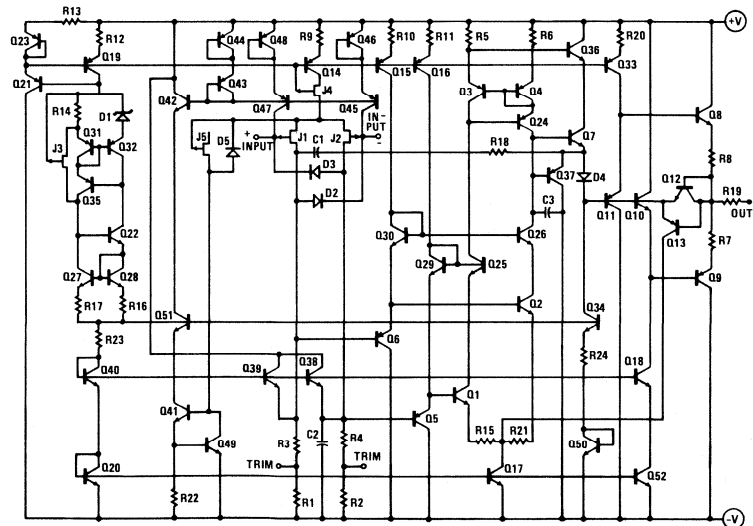 R13
+V
Q23
R12
Q44
Q48
R9
Q46
R10
R11
R5
R6
Q36
R20
Q19
Q14
Q15
Q16
Q33
Q21
Q43
J4
Q3
Q4
R14
D1
Q42
Q47
Q45
Q24
Q8
Q31
Q32
J5
D5
+
INPUT
J1
C1
J2
IN-
PUT
-
R18
Q7
R8
J3
D3
Q37
D4
Q12
Q35
D2
C3
Q11
Q10
R19
OUT
Q13
Q22
Q30
Q26
R7
Q27
Q28
Q29
Q25
Q9
R17
R16
Q51
Q2
Q34
R23
Q6
R24
Q40
Q39
Q38
Q1
Q18
Q41
Q49
R3
C2
R4
Q5
R15
R21
Q50
TRIM
TRIM
Q20
R22
R1
R2
Q17
Q52
-V